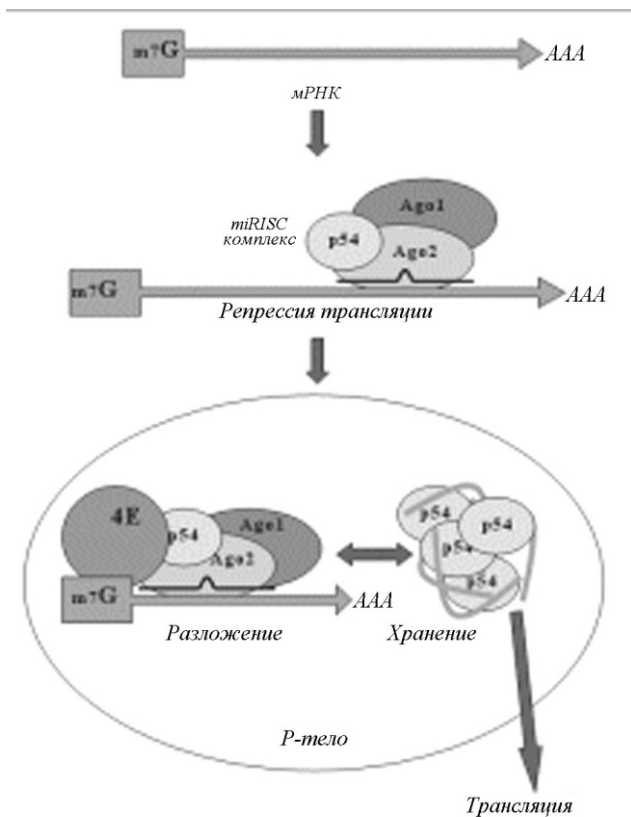 m7G AAA
мРНК
miRISC
комплекс
Ago1
p54
Ago2
m7G AAA
Репрессия трансляции
4E
p54
Ago1
Ago2
m7G AAA
Разложение
p54
p54
p54
p54
Хранение
Р-тело
Трансляция